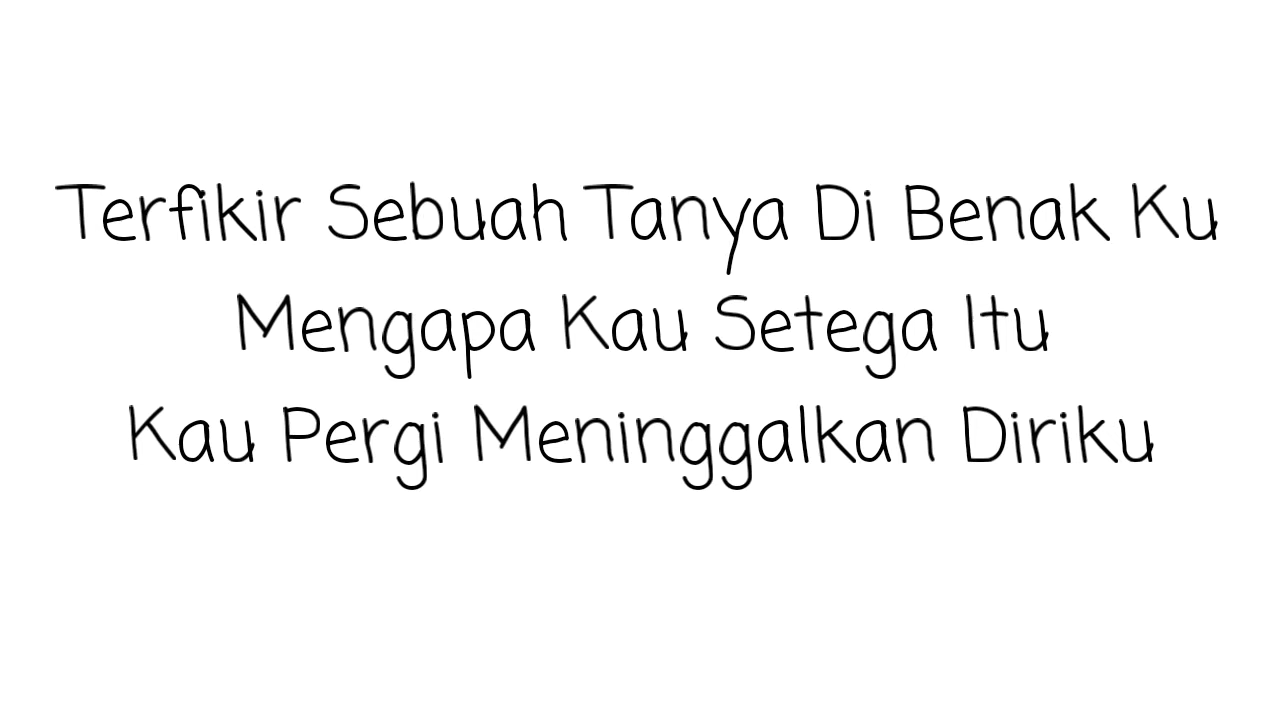 Terfikir Sebuah Tanya Di Benak Ku
Mengapa Kau Setega Itu
Kau Pergi Meninggalkan Diriku